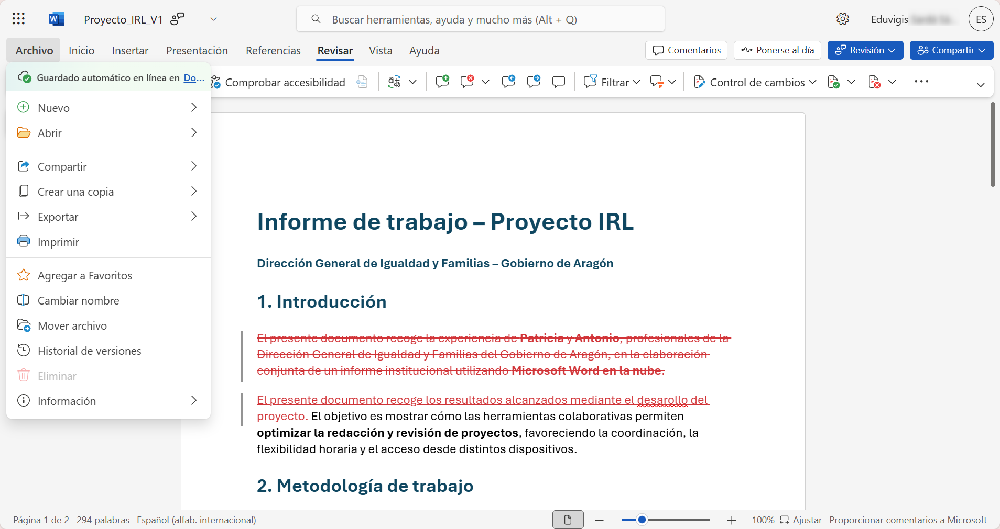 W
Proyecto_IRL_V1
Buscar herramientas, ayuda y mucho más (Alt + Q)
Eduvigis
ES
Archivo
Inicio
Insertar
Presentación
Referencias
Revisar
Vista
Ayuda
Comentarios
Ponerse al día
Revisión
Compartir
Guardado automático en línea en Do...
Comprobar accesibilidad
Filtrar
Control de cambios
Nuevo
Abrir
Compartir
Crear una copia
Exportar
Imprimir
Agregar a Favoritos
Cambiar nombre
Mover archivo
Historial de versiones
Eliminar
Información
Informe de trabajo – Proyecto IRL
Dirección General de Igualdad y Familias – Gobierno de Aragón
1. Introducción
El presente documento recoge la experiencia de Patricia y Antonio, profesionales de la
Dirección General de Igualdad y Familias del Gobierno de Aragón, en la elaboración
conjunta de un informe institucional utilizando Microsoft Word en la nube.
El presente documento recoge los resultados alcanzados mediante el desarollo del
proyecto. El objetivo es mostrar cómo las herramientas colaborativas permiten
optimizar la redacción y revisión de proyectos, favoreciendo la coordinación, la
flexibilidad horaria y el acceso desde distintos dispositivos.
2. Metodología de trabajo
Página 1 de 2
294 palabras
Español (alfab. internacional)
100%
Ajustar
Proporcionar comentarios a Microsoft